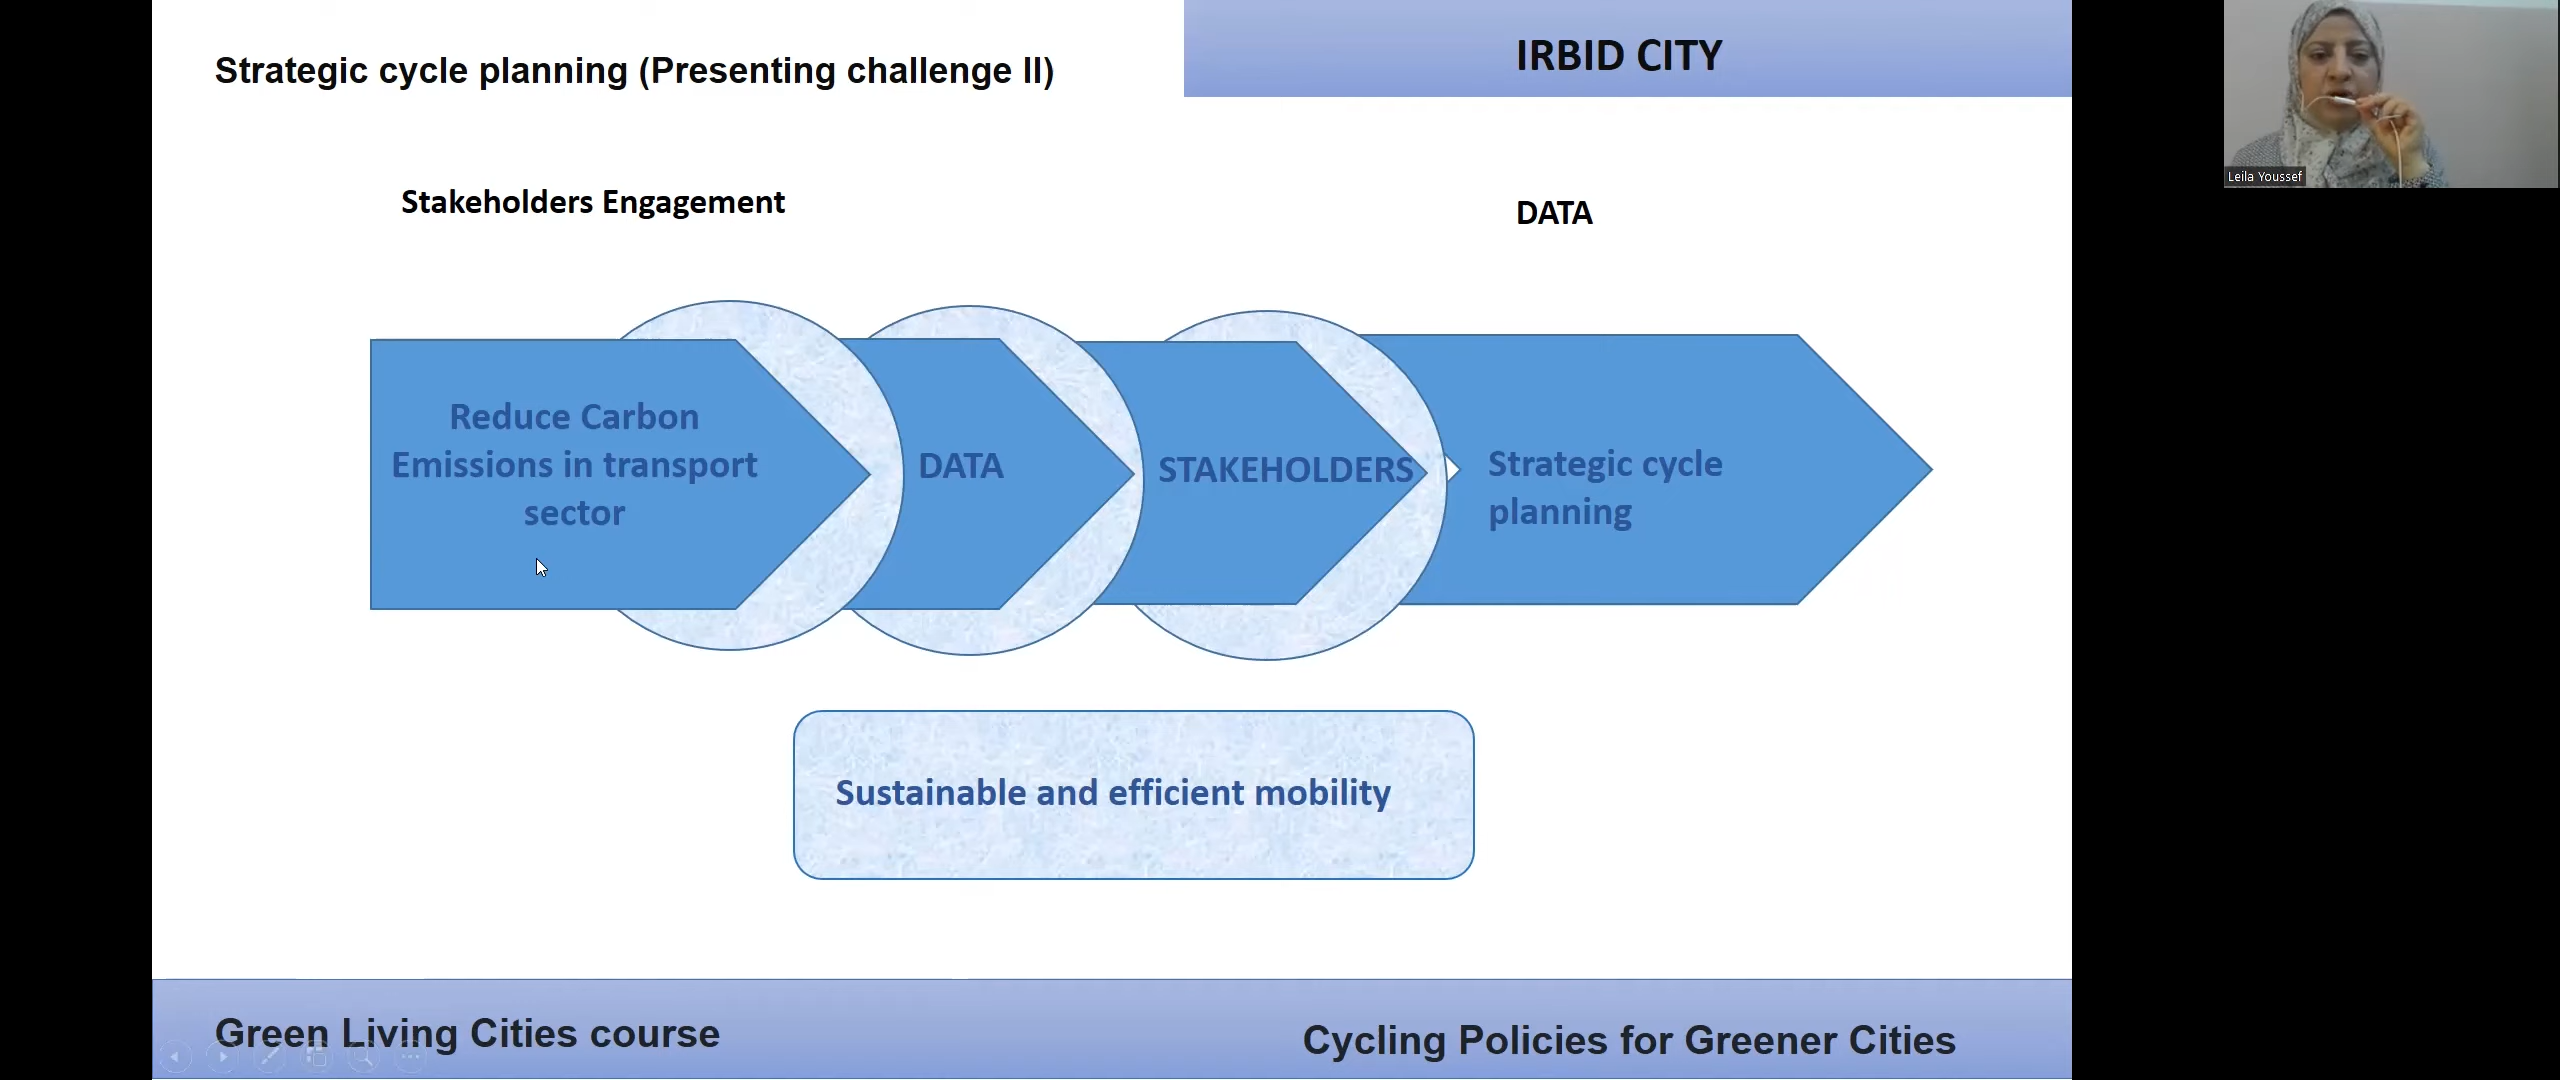 Strategic cycle planning (Presenting challenge II)
IRBID CITY
Leila Youssef
Stakeholders Engagement
DATA
Reduce Carbon
Emissions in transport
sector
DATA
STAKEHOLDERS
Strategic cycle
planning
Sustainable and efficient mobility
Green Living Cities course
Cycling Policies for Greener Cities